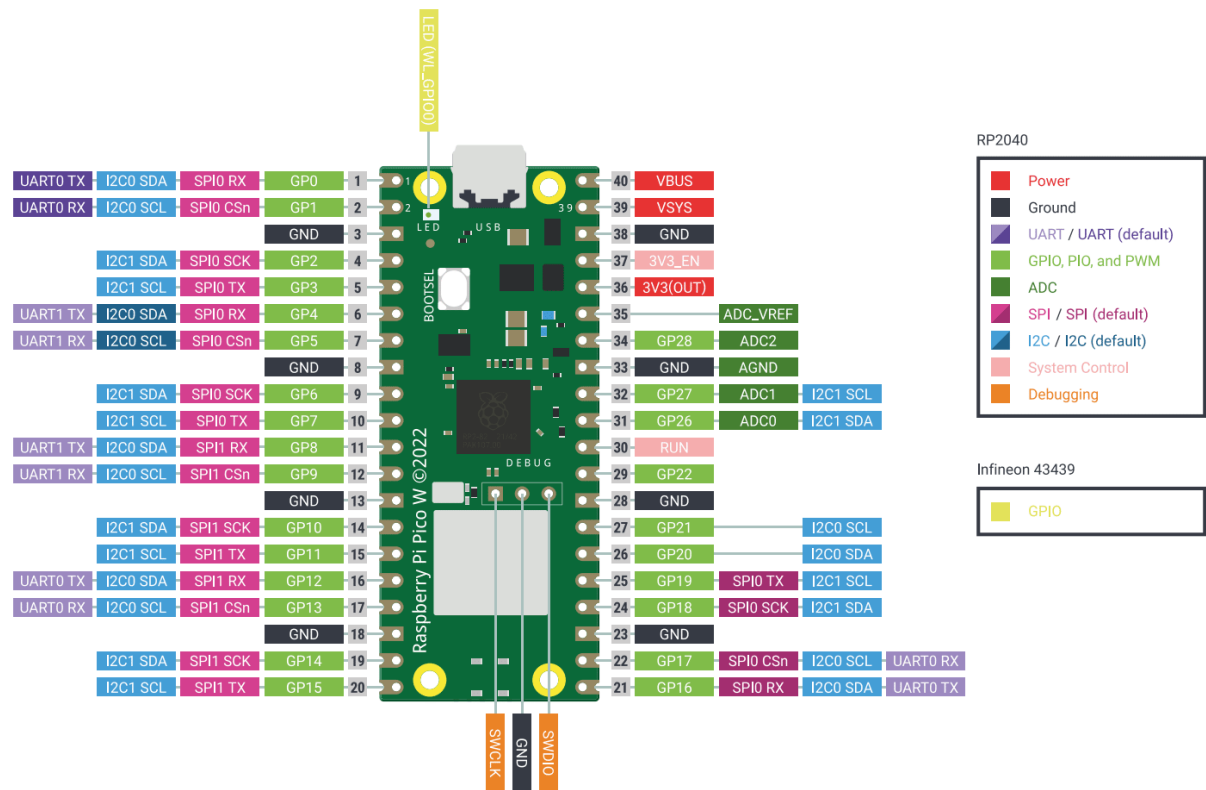 LED (WL_GPIO0)
UART0 TX I2C0 SDA SPI0 RX GP0 1 1 40 VBUS
UART0 RX I2C0 SCL SPI0 CSn GP1 2 2 39 39 VSYS
LED USB
GND 3 38 GND
I2C1 SDA SPI0 SCK GP2 4 37 3V3_EN
I2C1 SCL SPI0 TX GP3 5 36 3V3(OUT)
BOOTSEL
UART1 TX I2C0 SDA SPI0 RX GP4 6 35 ADC_VREF
UART1 RX I2C0 SCL SPI0 CSn GP5 7 34 GP28 ADC2
GND 8 33 GND AGND
I2C1 SDA SPI0 SCK GP6 9 32 GP27 ADC1 I2C1 SCL
I2C1 SCL SPI0 TX GP7 10 31 GP26 ADC0 I2C1 SDA
UART1 TX I2C0 SDA SPI1 RX GP8 11 30 RUN
DEBUG
UART1 RX I2C0 SCL SPI1 CSn GP9 12 29 GP22
GND 13 28 GND
I2C1 SDA SPI1 SCK GP10 14 27 GP21 I2C0 SCL
I2C1 SCL SPI1 TX GP11 15 26 GP20 I2C0 SDA
UART0 TX I2C0 SDA SPI1 RX GP12 16 25 GP19 SPI0 TX I2C1 SCL
UART0 RX I2C0 SCL SPI1 CSn GP13 17 24 GP18 SPI0 SCK I2C1 SDA
GND 18 23 GND
I2C1 SDA SPI1 SCK GP14 19 22 GP17 SPI0 CSn I2C0 SCL UART0 RX
I2C1 SCL SPI1 TX GP15 20 21 GP16 SPI0 RX I2C0 SDA UART0 TX
Raspberry Pi Pico W ©2022
SWCLK
GND
SWDIO
RP2040
Power
Ground
UART / UART (default)
GPIO, PIO, and PWM
ADC
SPI / SPI (default)
I2C / I2C (default)
System Control
Debugging
Infineon 43439
GPIO